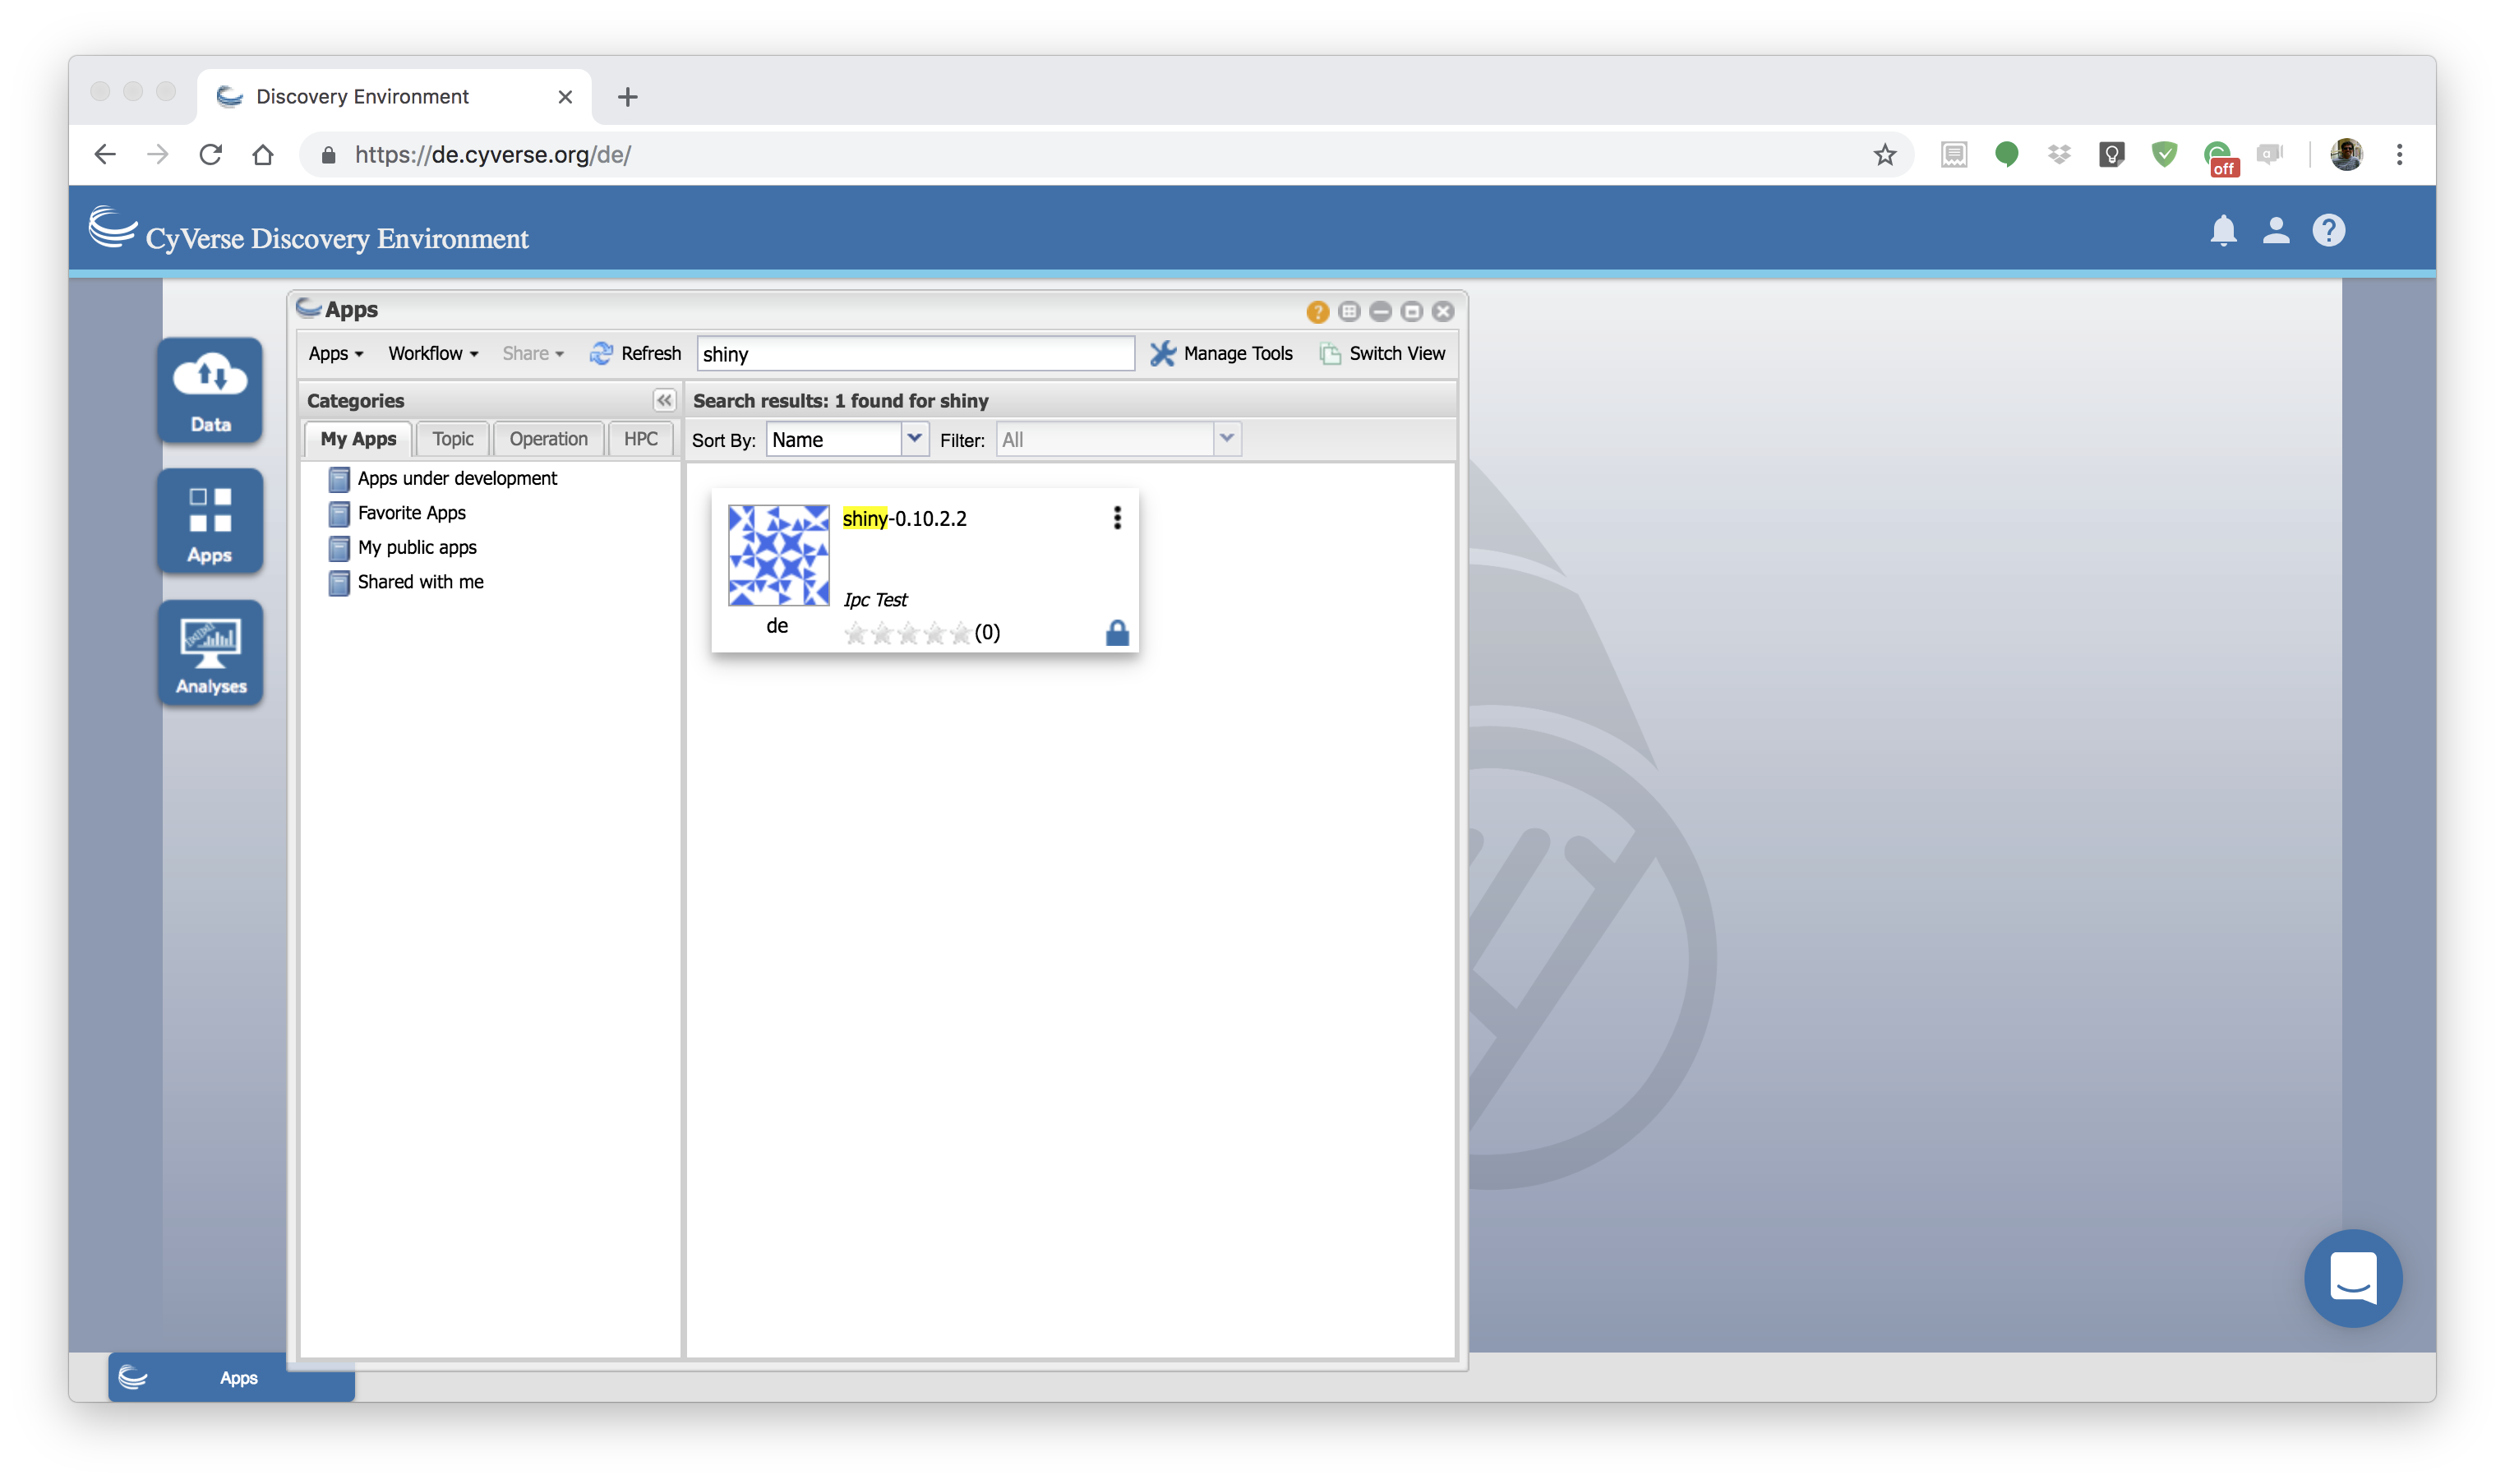 Discovery Environment
https://de.cyverse.org/de/
off
CyVerse Discovery Environment
Apps
Apps Workflow Share Refresh shiny Manage Tools Switch View
Categories
Search results: 1 found for shiny
My Apps Topic Operation HPC
Sort By: Name Filter: All
Apps under development
Favorite Apps
My public apps
Shared with me
shiny-0.10.2.2
Ipc Test
de
(0)
Data
Apps
Analyses
Apps